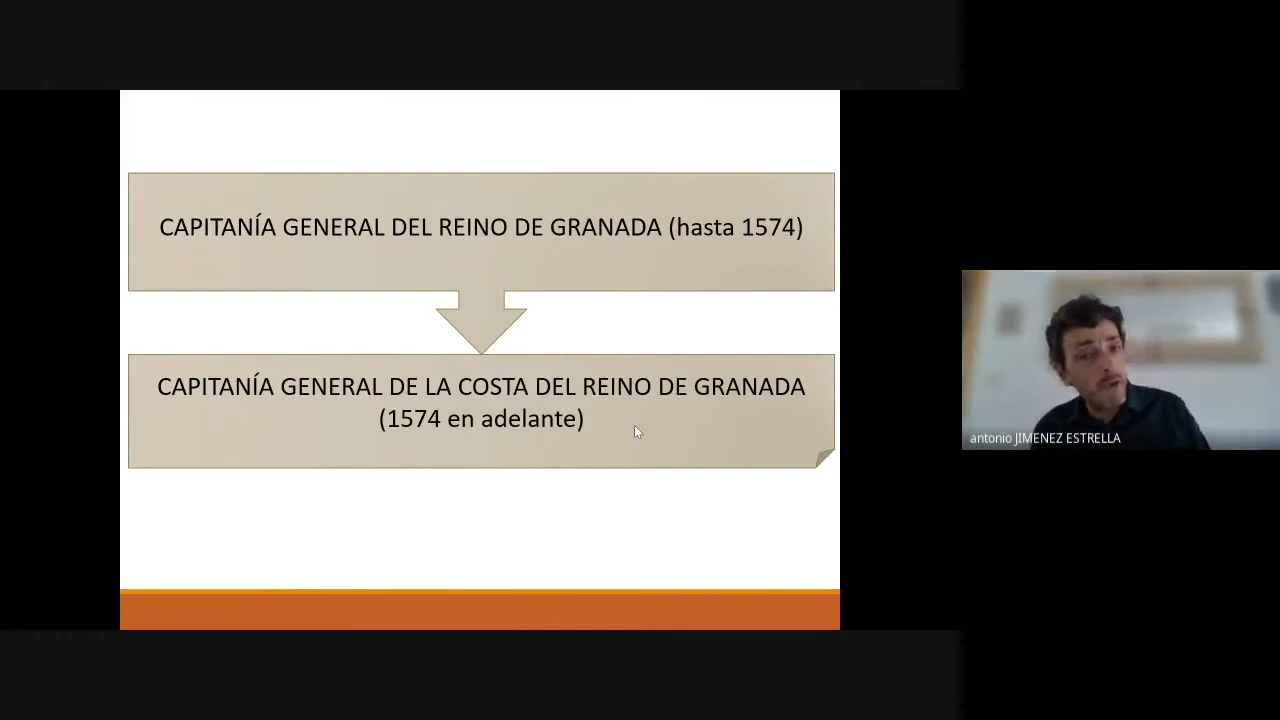 CAPITANÍA GENERAL DEL REINO DE GRANADA (hasta 1574)
CAPITANÍA GENERAL DE LA COSTA DEL REINO DE GRANADA
(1574 en adelante)
antonio JIMENEZ ESTRELLA